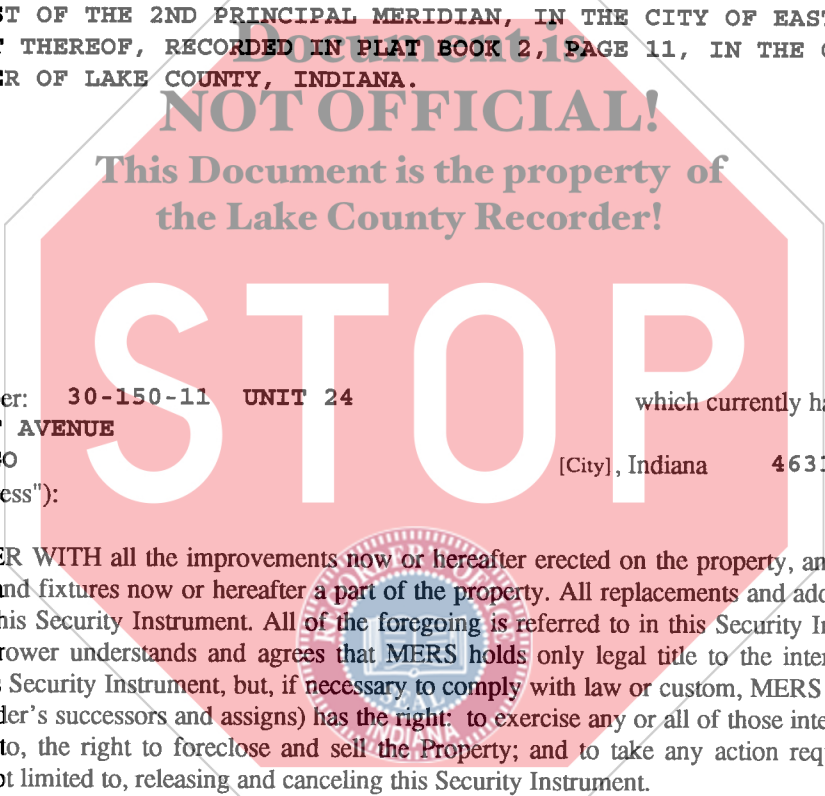 ST OF THE 2ND PRINCIPAL MERIDIAN, IN THE CITY OF EAST
T THEREOF, RECORDED IN PLAT BOOK 2, PAGE 11, IN THE
ER OF LAKE COUNTY, INDIANA.
Document is
NOT OFFICIAL!
This Document is the property of
the Lake County Recorder!
STOP
er: 30-150-11 UNIT 24 which currently ha
AVENUE
GO [City], Indiana 4631
ess"):
ER WITH all the improvements now or hereafter erected on the property, an
and fixtures now or hereafter a part of the property. All replacements and add
his Security Instrument. All of the foregoing is referred to in this Security In
rower understands and agrees that MERS holds only legal title to the inter
Security Instrument, but, if necessary to comply with law or custom, MERS
der's successors and assigns) has the right: to exercise any or all of those inte
to, the right to foreclose and sell the Property; and to take any action req
ot limited to, releasing and canceling this Security Instrument.
SEAL
INDIANA